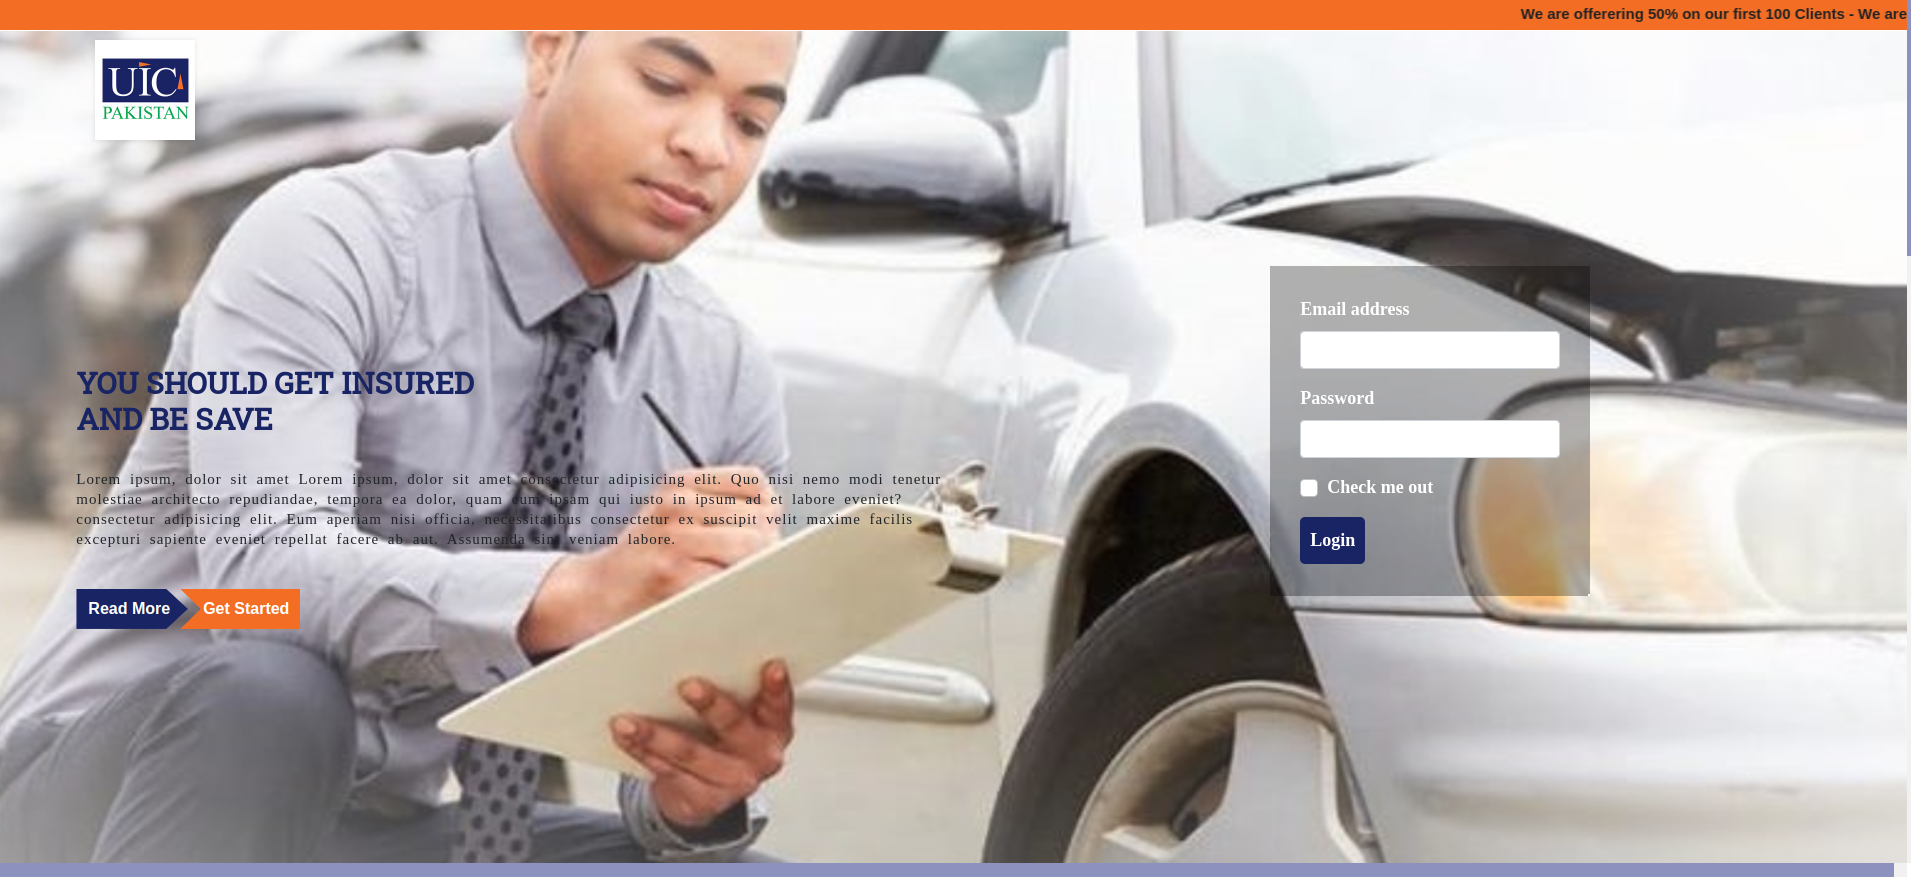 We are offerering 50% on our first 100 Clients - We are
UIC
PAKISTAN
YOU SHOULD GET INSURED
AND BE SAVE
Lorem ipsum, dolor sit amet Lorem ipsum, dolor sit amet consectetur adipisicing elit. Quo nisi nemo modi tenetur
molestiae architecto repudiandae, tempora ea dolor, quam eum ipsam qui iusto in ipsum ad et labore eveniet?
consectetur adipisicing elit. Eum aperiam nisi officia, necessitatibus consectetur ex suscipit velit maxime facilis
excepturi sapiente eveniet repellat facere ab aut. Assumenda sint veniam labore.
Read More
Get Started
Email address
Password
Check me out
Login